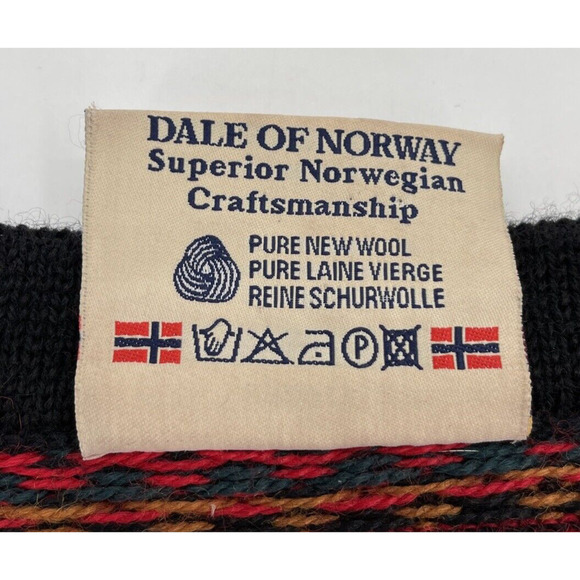 DALE OF NORWAY
Superior Norwegian
Craftsmanship
PURE NEW WOOL
PURE LAINE VIERGE
REINE SCHURWOLLE
P